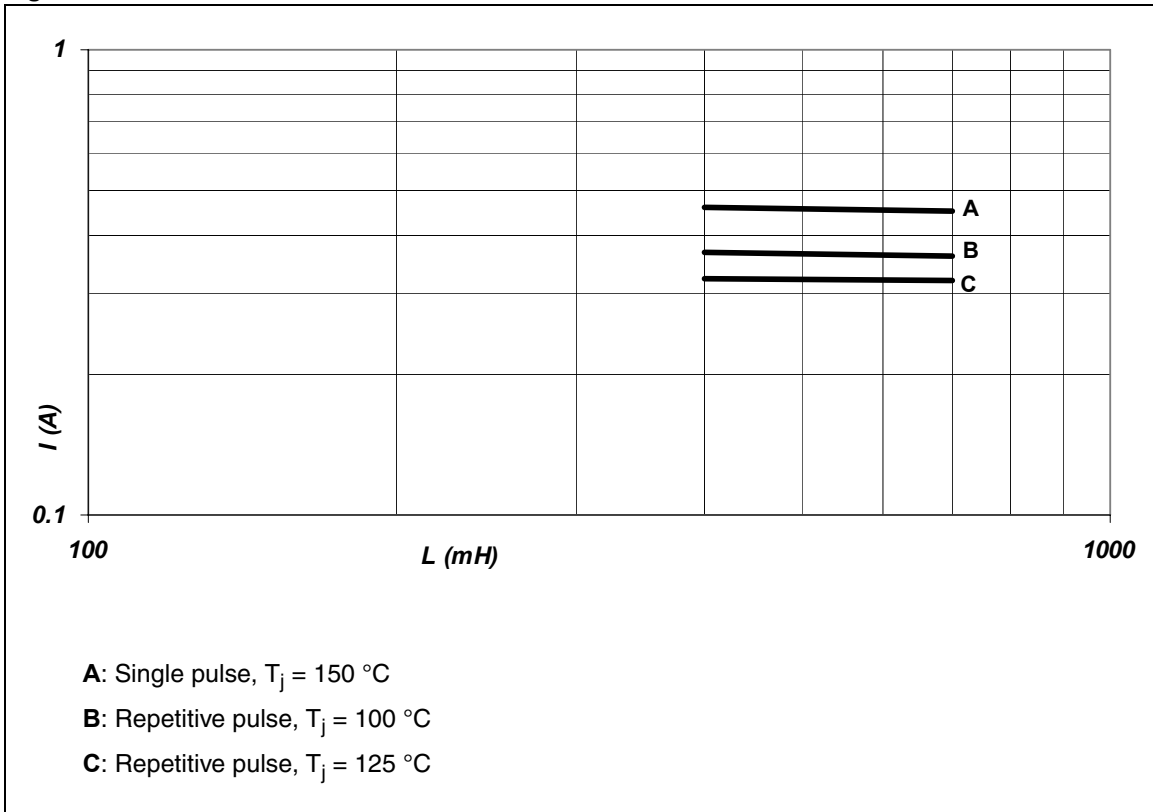 1
A
B
C
I (A)
0.1
100
L (mH)
1000
A: Single pulse, Tj = 150 °C
B: Repetitive pulse, Tj = 100 °C
C: Repetitive pulse, Tj = 125 °C